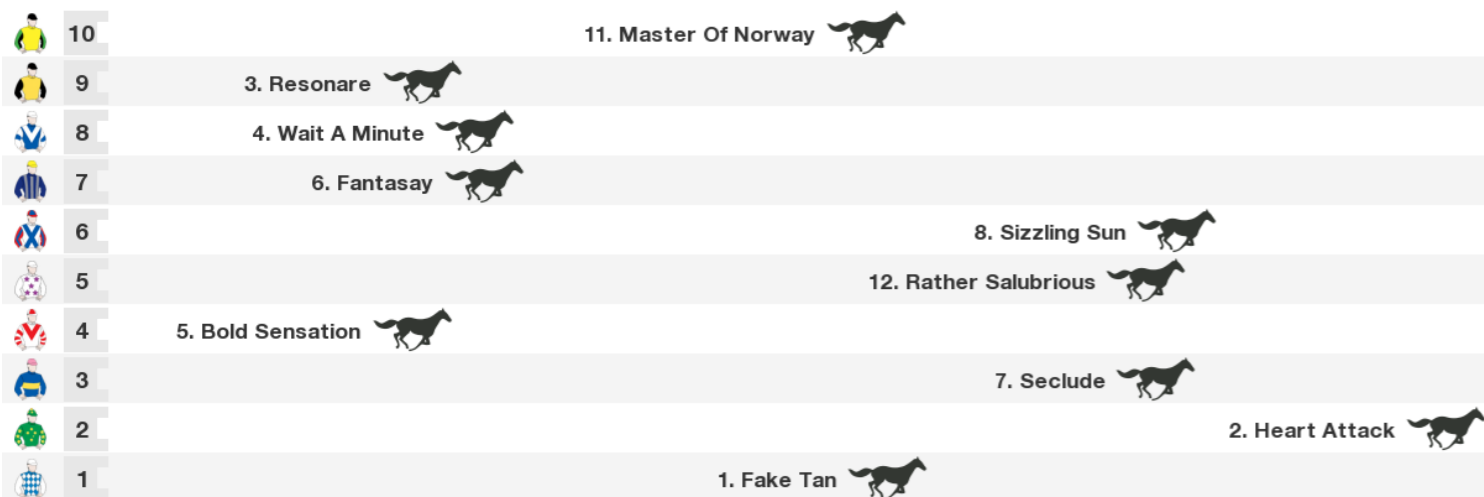 10 11. Master Of Norway
9 3. Resonare
8 4. Wait A Minute
7 6. Fantasay
6 8. Sizzling Sun
5 12. Rather Salubrious
4 5. Bold Sensation
3 7. Seclude
2 2. Heart Attack
1 1. Fake Tan